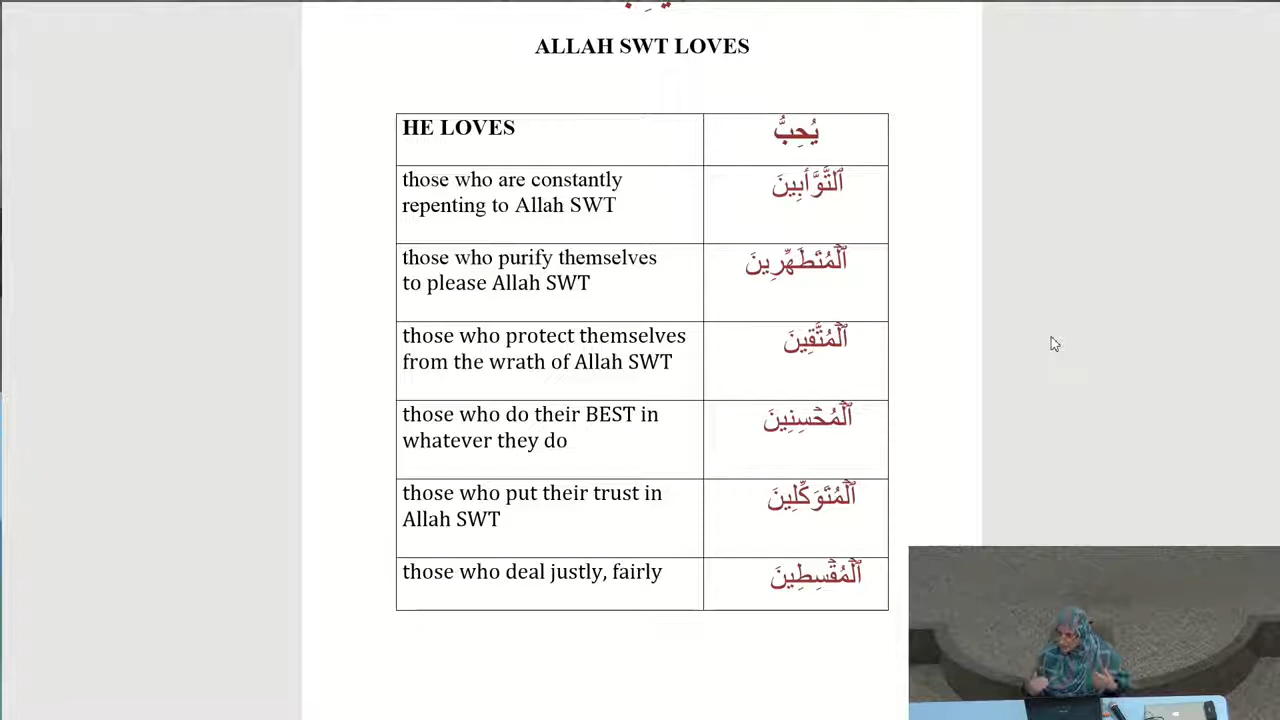 ALLAH SWT LOVES
HE LOVES
يُحِبُّ
those who are constantly
repenting to Allah SWT
ٱلتَّوَّٲبِينَ
those who purify themselves
to please Allah SWT
ٱلۡمُتَطَهِّرِينَ
those who protect themselves
from the wrath of Allah SWT
ٱلۡمُتَّقِينَ
those who do their BEST in
whatever they do
ٱلۡمُحۡسِنِينَ
those who put their trust in
Allah SWT
ٱلۡمُتَوَكِّلِينَ
those who deal justly, fairly
ٱلۡمُقۡسِطِينَ